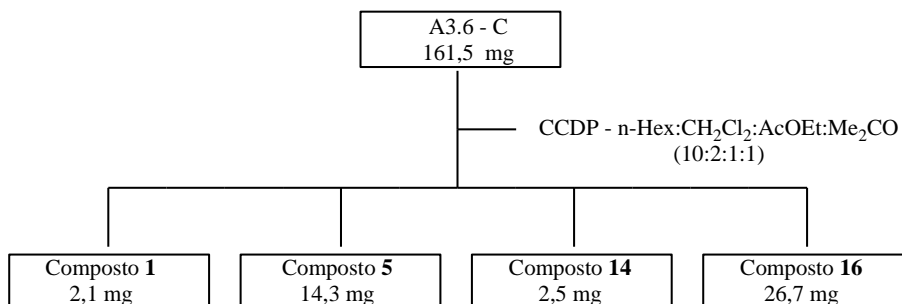 A3.6 - C
161,5 mg
CCDP - n-Hex:CH₂Cl₂:AcOEt:Me₂CO
(10:2:1:1)
Composto 1
2,1 mg
Composto 5
14,3 mg
Composto 14
2,5 mg
Composto 16
26,7 mg